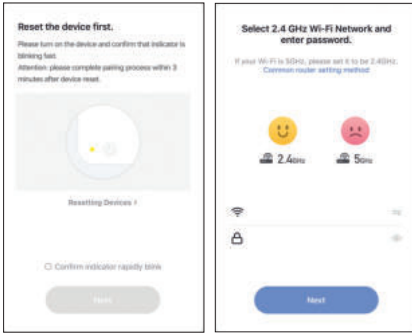 Reset the device first.
Please turn on the device and confirm that indicator is
blinking fast.
Attention: please complete pairing process within 3
minutes after device reset.
Resetting Devices >
Confirm indicator rapidly blink
Next
Select 2.4 GHz Wi-Fi Network and
enter password.
If your Wi-Fi is 5GHz, please set it to be 2.4GHz.
Common router setting method
2.4GHz
5GHz
Next